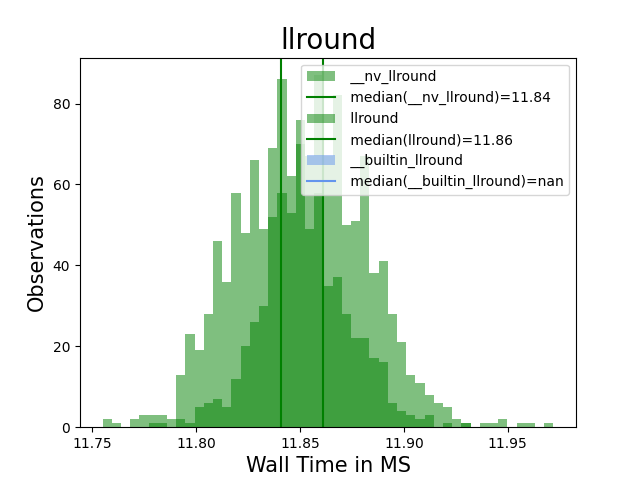 llround
__nv_llround
median(__nv_llround)=11.84
llround
median(llround)=11.86
__builtin_llround
median(__builtin_llround)=nan
Observations
80
60
40
20
0
11.75 11.80 11.85 11.90 11.95
Wall Time in MS